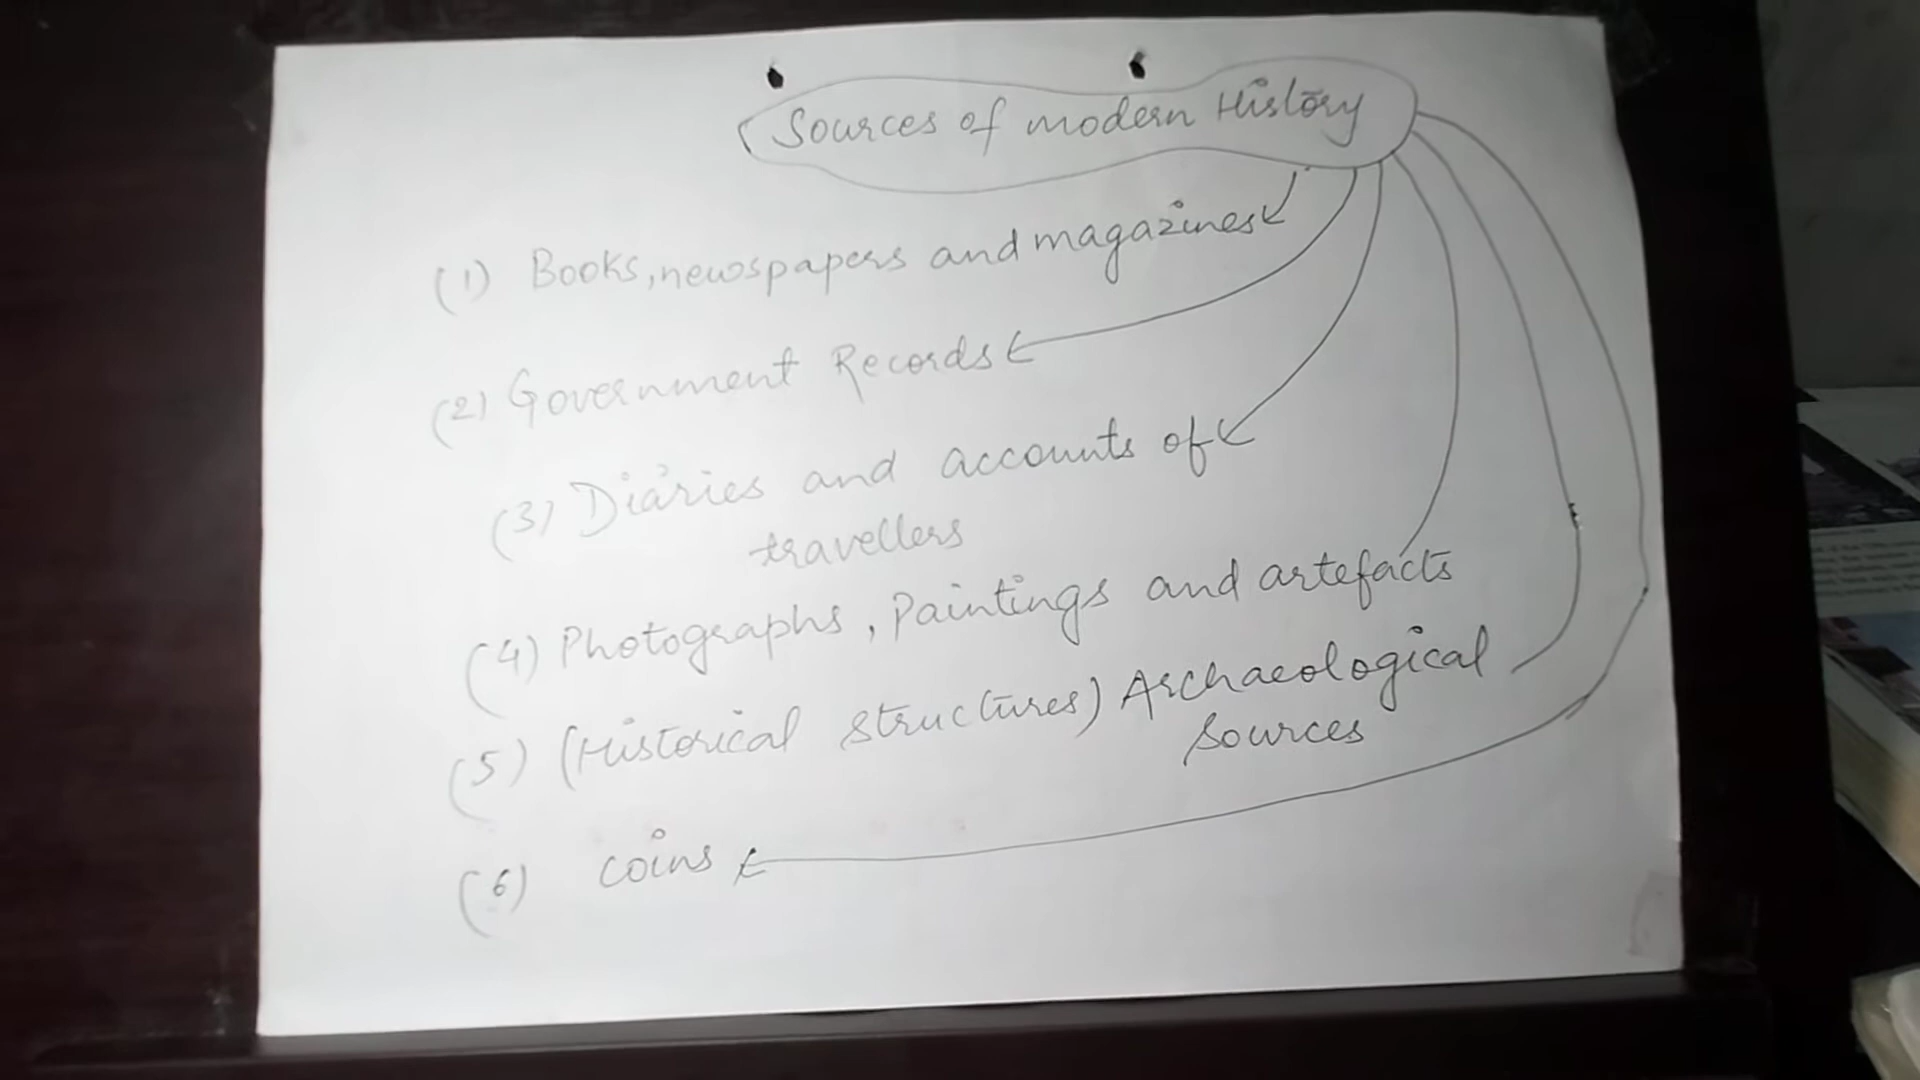 Sources of modern History
(1) Books, newspapers and magazines
(2) Government Records
(3) Diaries and accounts of
travellers
(4) Photographs, Paintings and artefacts
(5) (Historical structures) Archaeological
Sources
(6) coins